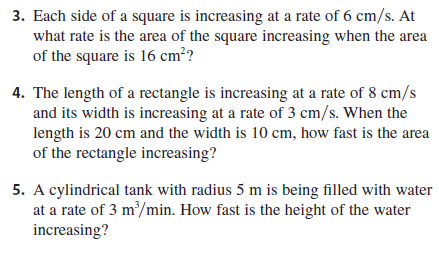 3. Each side of a square is increasing at a rate of 6 cm/s. At
what rate is the area of the square increasing when the area
of the square is 16 cm²?
4. The length of a rectangle is increasing at a rate of 8 cm/s
and its width is increasing at a rate of 3 cm/s. When the
length is 20 cm and the width is 10 cm, how fast is the area
of the rectangle increasing?
5. A cylindrical tank with radius 5 m is being filled with water
at a rate of 3 m³/min. How fast is the height of the water
increasing?